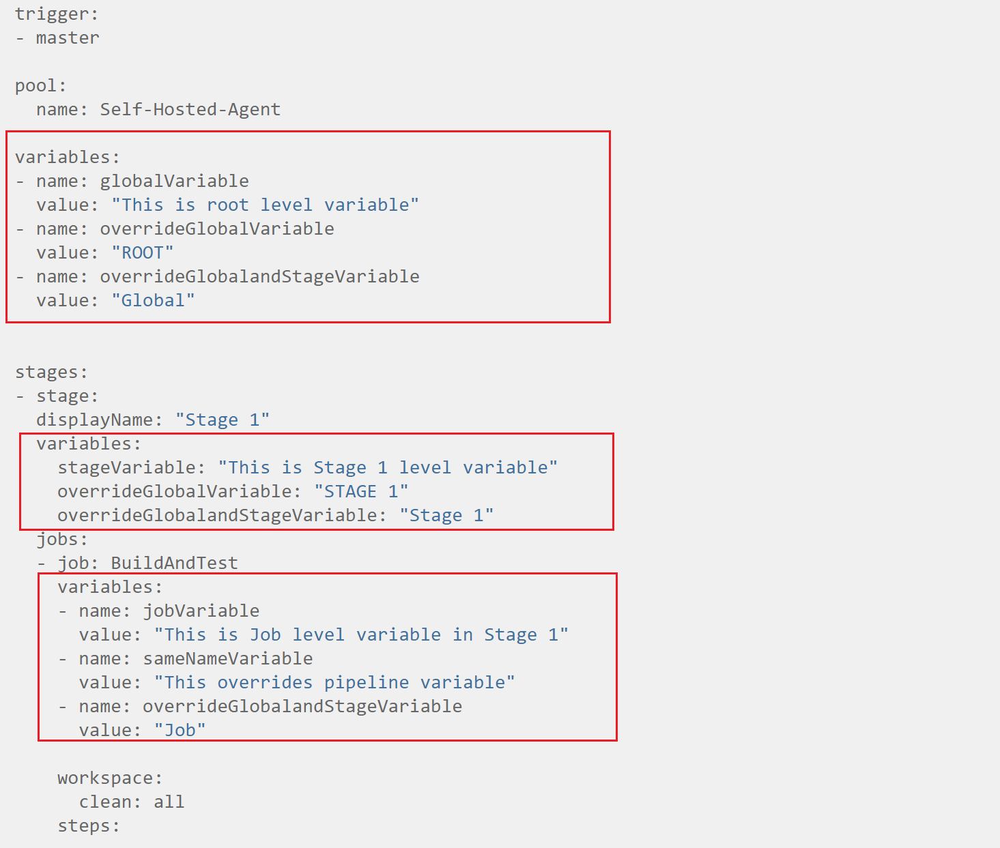 trigger:
- master
pool:
  name: Self-Hosted-Agent
variables:
- name: globalVariable
  value: "This is root level variable"
- name: overrideGlobalVariable
  value: "ROOT"
- name: overrideGlobalandStageVariable
  value: "Global"
stages:
- stage:
  displayName: "Stage 1"
  variables:
    stageVariable: "This is Stage 1 level variable"
    overrideGlobalVariable: "STAGE 1"
    overrideGlobalandStageVariable: "Stage 1"
  jobs:
  - job: BuildAndTest
    variables:
    - name: jobVariable
      value: "This is Job level variable in Stage 1"
    - name: sameNameVariable
      value: "This overrides pipeline variable"
    - name: overrideGlobalandStageVariable
      value: "Job"
    workspace:
      clean: all
    steps: